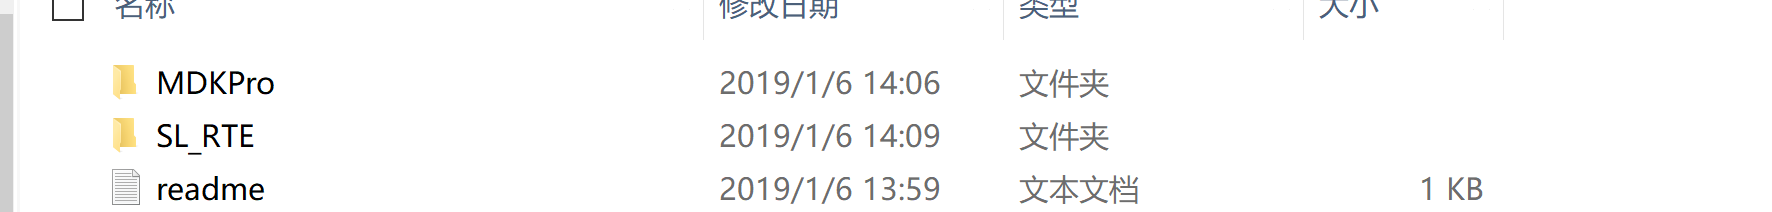 名称 修改日期 类型 大小
MDKPro 2019/1/6 14:06 文件夹
SL_RTE 2019/1/6 14:09 文件夹
readme 2019/1/6 13:59 文本文档 1 KB